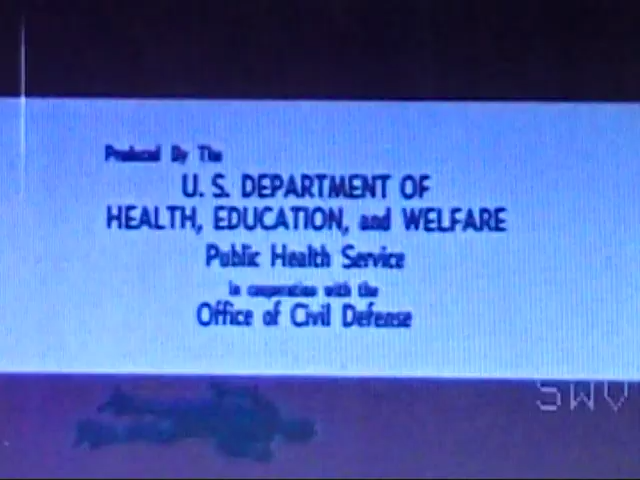 Produced By The
U. S. DEPARTMENT OF
HEALTH, EDUCATION, and WELFARE
Public Health Service
in cooperation with the
Office of Civil Defense
SWV